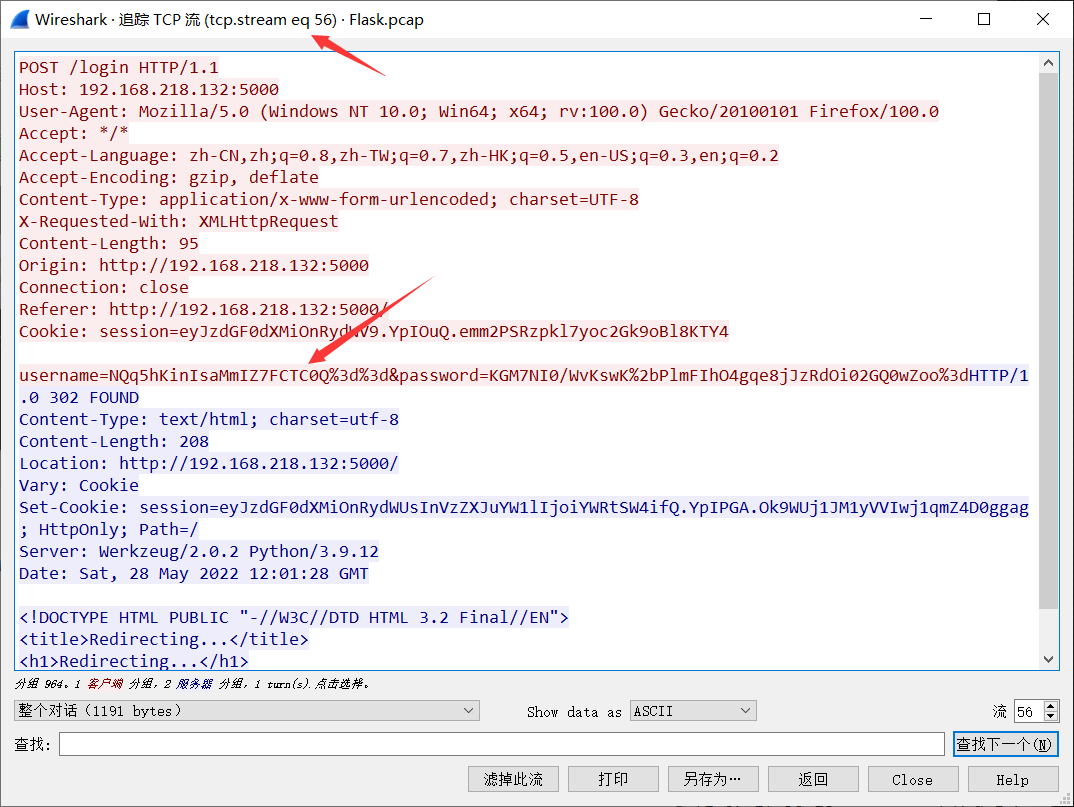 Wireshark · 追踪 TCP 流 (tcp.stream eq 56) · Flask.pcap
POST /login HTTP/1.1
Host: 192.168.218.132:5000
User-Agent: Mozilla/5.0 (Windows NT 10.0; Win64; x64; rv:100.0) Gecko/20100101 Firefox/100.0
Accept: */*
Accept-Language: zh-CN,zh;q=0.8,zh-TW;q=0.7,zh-HK;q=0.5,en-US;q=0.3,en;q=0.2
Accept-Encoding: gzip, deflate
Content-Type: application/x-www-form-urlencoded; charset=UTF-8
X-Requested-With: XMLHttpRequest
Content-Length: 95
Origin: http://192.168.218.132:5000
Connection: close
Referer: http://192.168.218.132:5000/
Cookie: session=eyJzdGF0dXMiOnRydWV9.YpIOuQ.emm2PSRzpkl7yoc2Gk9oBl8KTY4
username=NQq5hKinIsaMmIZ7FCTC0Q%3d%3d&password=KGM7NI0/WvKswK%2bPlmFIhO4gqe8jJzRdOi02GQ0wZoo%3dHTTP/1
.0 302 FOUND
Content-Type: text/html; charset=utf-8
Content-Length: 208
Location: http://192.168.218.132:5000/
Vary: Cookie
Set-Cookie: session=eyJzdGF0dXMiOnRydWUsInVzZXJuYW1lIjoiYWRtSW4ifQ.YpIPGA.Ok9WUj1JM1yVVIwj1qmZ4D0ggag
; HttpOnly; Path=/
Server: Werkzeug/2.0.2 Python/3.9.12
Date: Sat, 28 May 2022 12:01:28 GMT
<!DOCTYPE HTML PUBLIC "-//W3C//DTD HTML 3.2 Final//EN">
<title>Redirecting...</title>
<h1>Redirecting...</h1>
分组 964。1 客户端 分组，2 服务器 分组，1 turn(s).点击选择。
整个对话（1191 bytes） Show data as ASCII 流 56
查找： 查找下一个(N)
滤掉此流 打印 另存为… 返回 Close Help